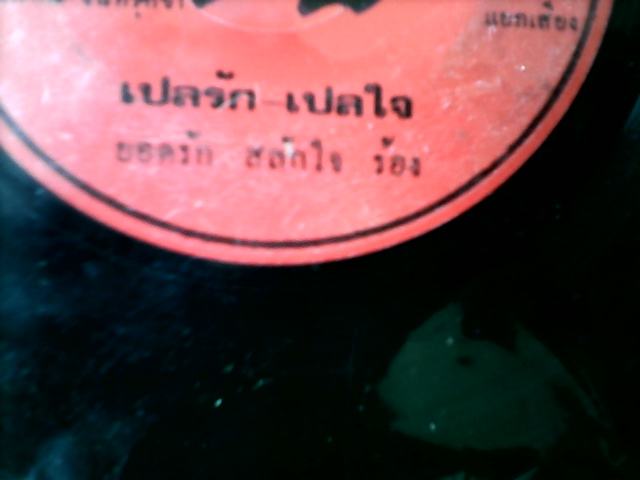 แยกเสียง
เปลรัก - เปลใจ
ยอดรัก สลักใจ ร้อง